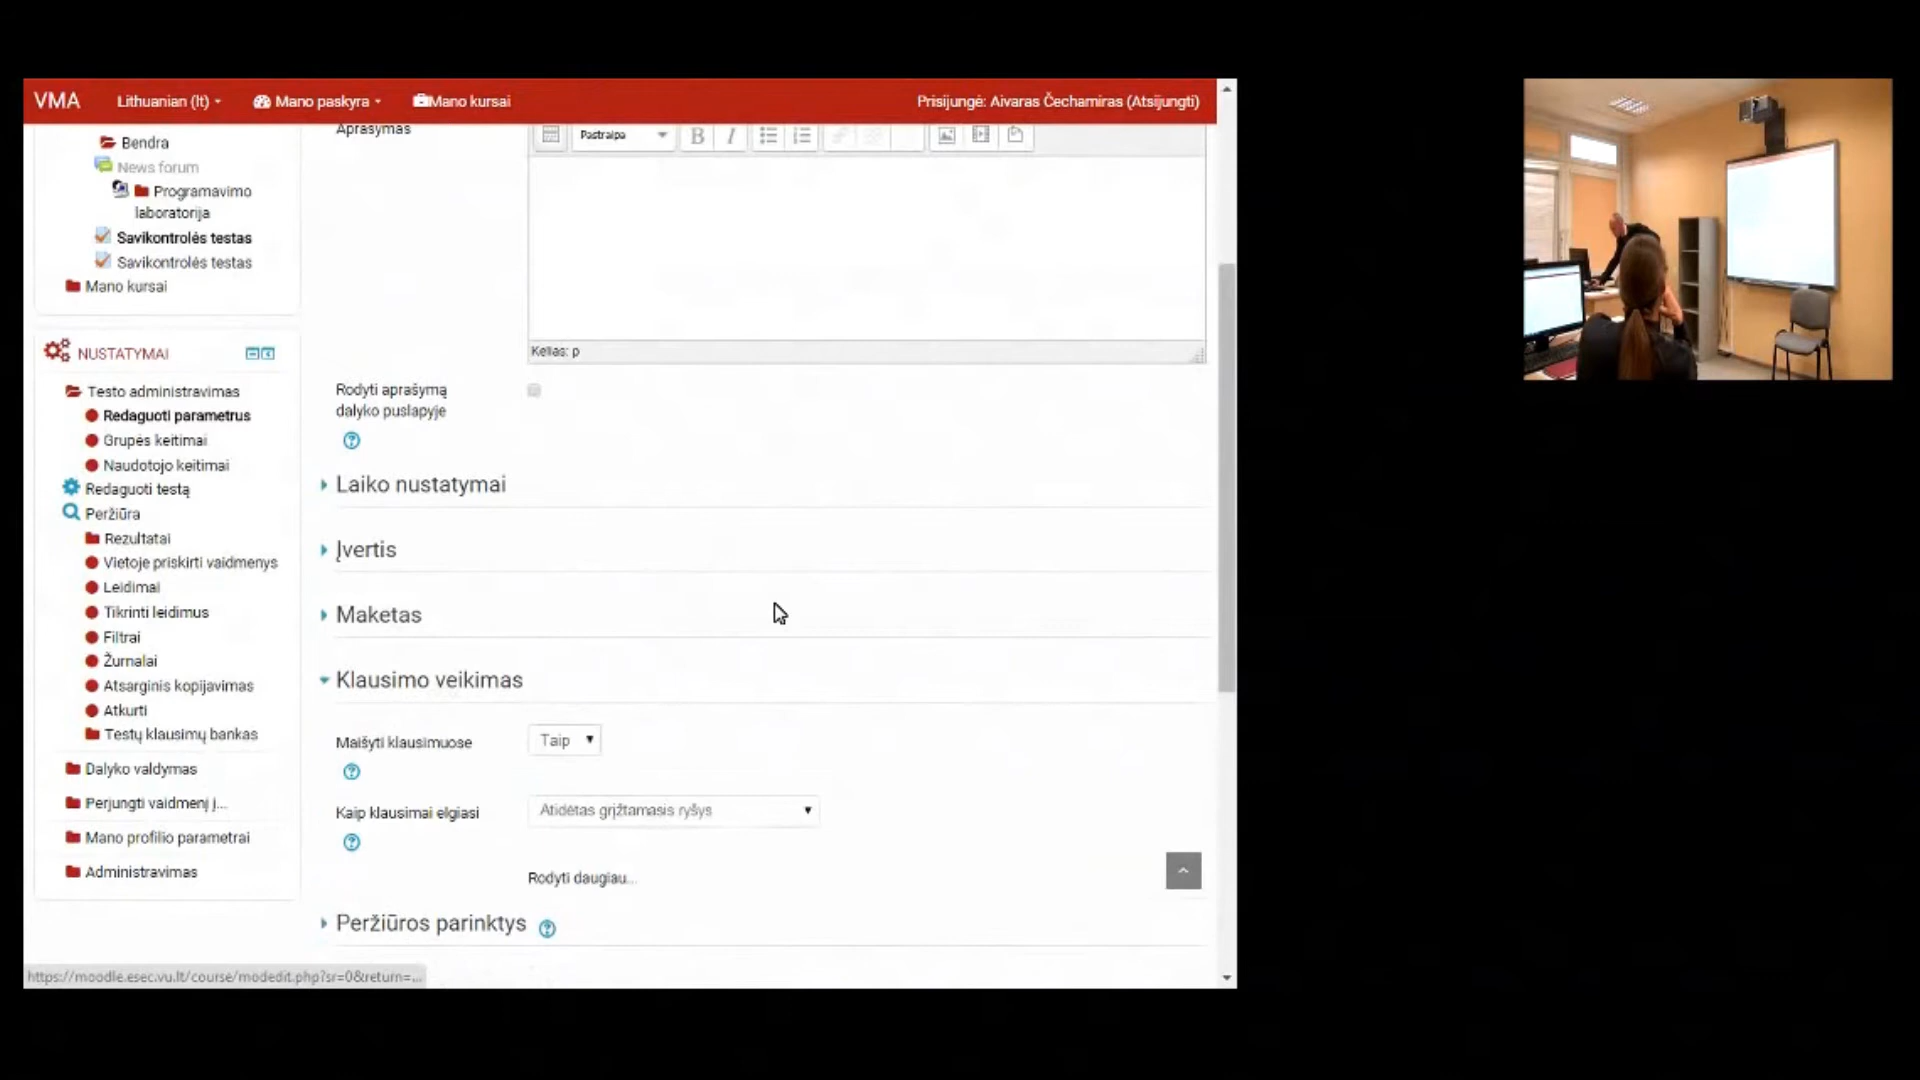 VMA
Lithuanian (lt)
Mano paskyra
Mano kursai
Prisijungė: Aivaras Čechamiras (Atsijungti)
Bendra
News forum
Programavimo
laboratorija
Savikontrolės testas
Savikontrolės testas
Mano kursai
NUSTATYMAI
Testo administravimas
Redaguoti parametrus
Grupės keitimai
Naudotojo keitimai
Redaguoti testą
Peržiūra
Rezultatai
Vietoje priskirti vaidmenys
Leidimai
Tikrinti leidimus
Filtrai
Žurnalai
Atsarginis kopijavimas
Atkurti
Testų klausimų bankas
Dalyko valdymas
Perjungti vaidmenį į...
Mano profilio parametrai
Administravimas
Aprašymas
Pastraipa
B
I
Kelias: p
Rodyti aprašymą
dalyko puslapyje
Laiko nustatymai
Įvertis
Maketas
Klausimo veikimas
Maišyti klausimuose
Taip
Kaip klausimai elgiasi
Atidėtas grįžtamasis ryšys
Rodyti daugiau...
Peržiūros parinktys
https://moodle.esec.vu.lt/course/modedit.php?sr=0&return=...